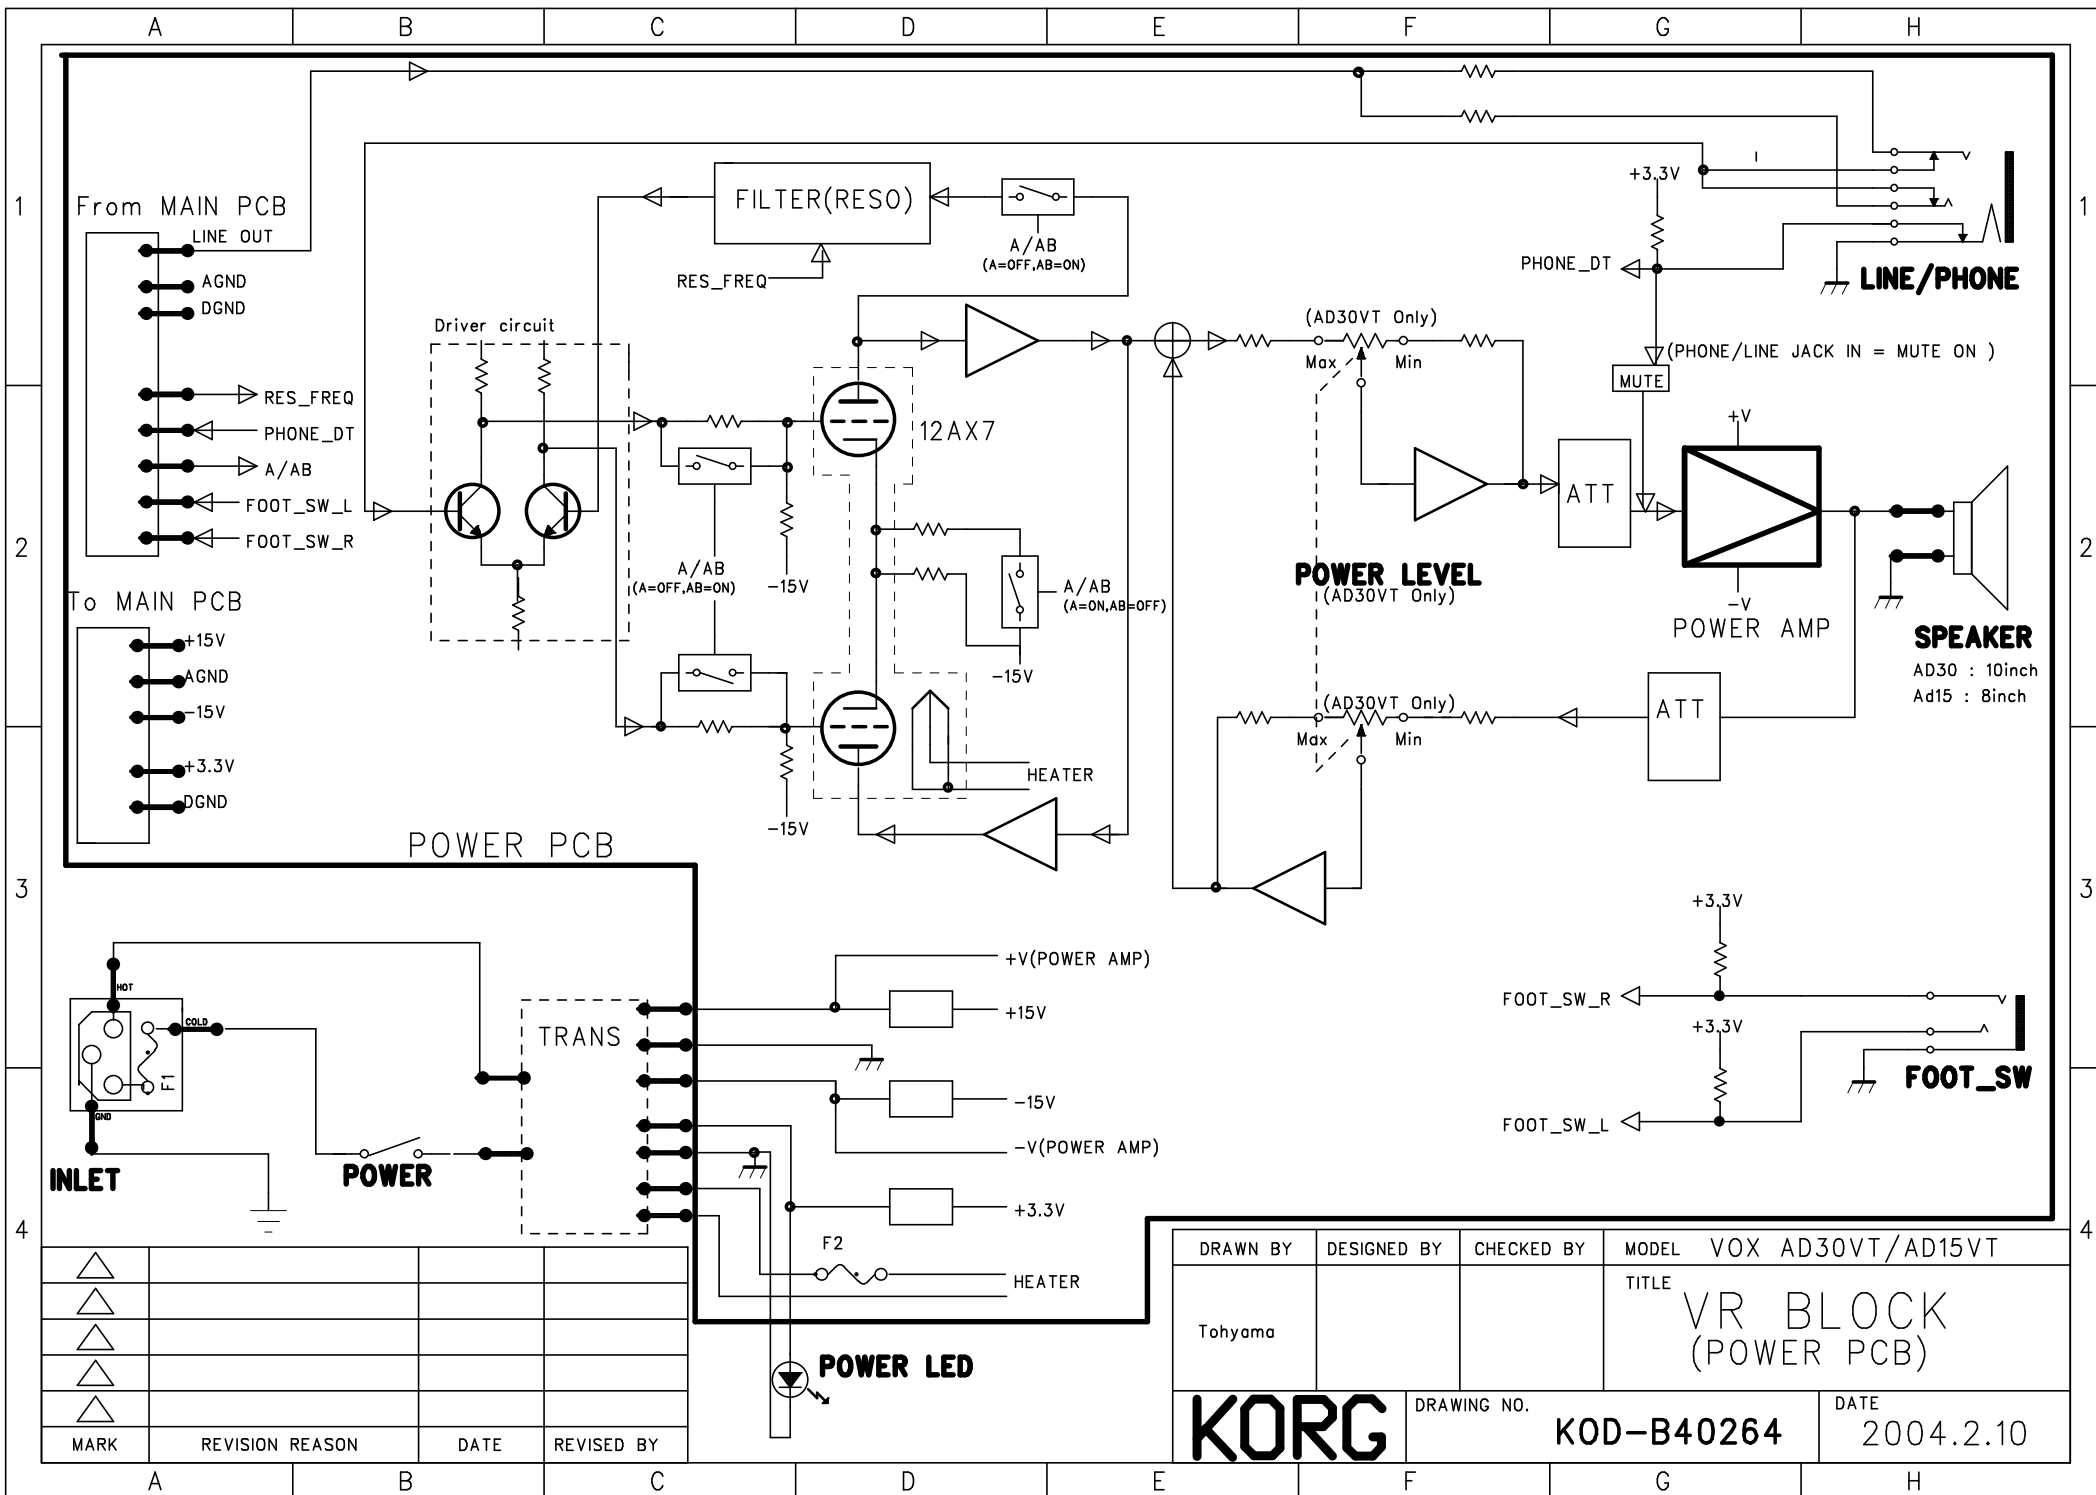 A B C D E F G H
1
2
3
4
1
2
3
4
From MAIN PCB
LINE OUT
AGND
DGND
RES_FREQ
PHONE_DT
A/AB
FOOT_SW_L
FOOT_SW_R
To MAIN PCB
+15V
AGND
-15V
+3.3V
DGND
POWER PCB
Driver circuit
FILTER(RESO)
RES_FREQ
A/AB
(A=OFF,AB=ON)
A/AB
(A=OFF,AB=ON)
-15V
-15V
12AX7
A/AB
(A=ON,AB=OFF)
-15V
HEATER
(AD30VT Only)
Max
Min
POWER LEVEL
(AD30VT Only)
(AD30VT Only)
Max
Min
+3.3V
PHONE_DT
LINE/PHONE
(PHONE/LINE JACK IN = MUTE ON )
MUTE
ATT
+V
-V
POWER AMP
SPEAKER
AD30 : 10inch
Ad15 : 8inch
ATT
+3.3V
FOOT_SW_R
+3.3V
FOOT_SW_L
FOOT_SW
HOT
COLD
F1
GND
INLET
POWER
TRANS
+V(POWER AMP)
+15V
-15V
-V(POWER AMP)
+3.3V
F2
HEATER
POWER LED
MARK
REVISION REASON
DATE
REVISED BY
DRAWN BY
DESIGNED BY
CHECKED BY
MODEL VOX AD30VT/AD15VT
Tohyama
TITLE
VR BLOCK
(POWER PCB)
KORG
DRAWING NO.
KOD-B40264
DATE
2004.2.10
A B C D E F G H